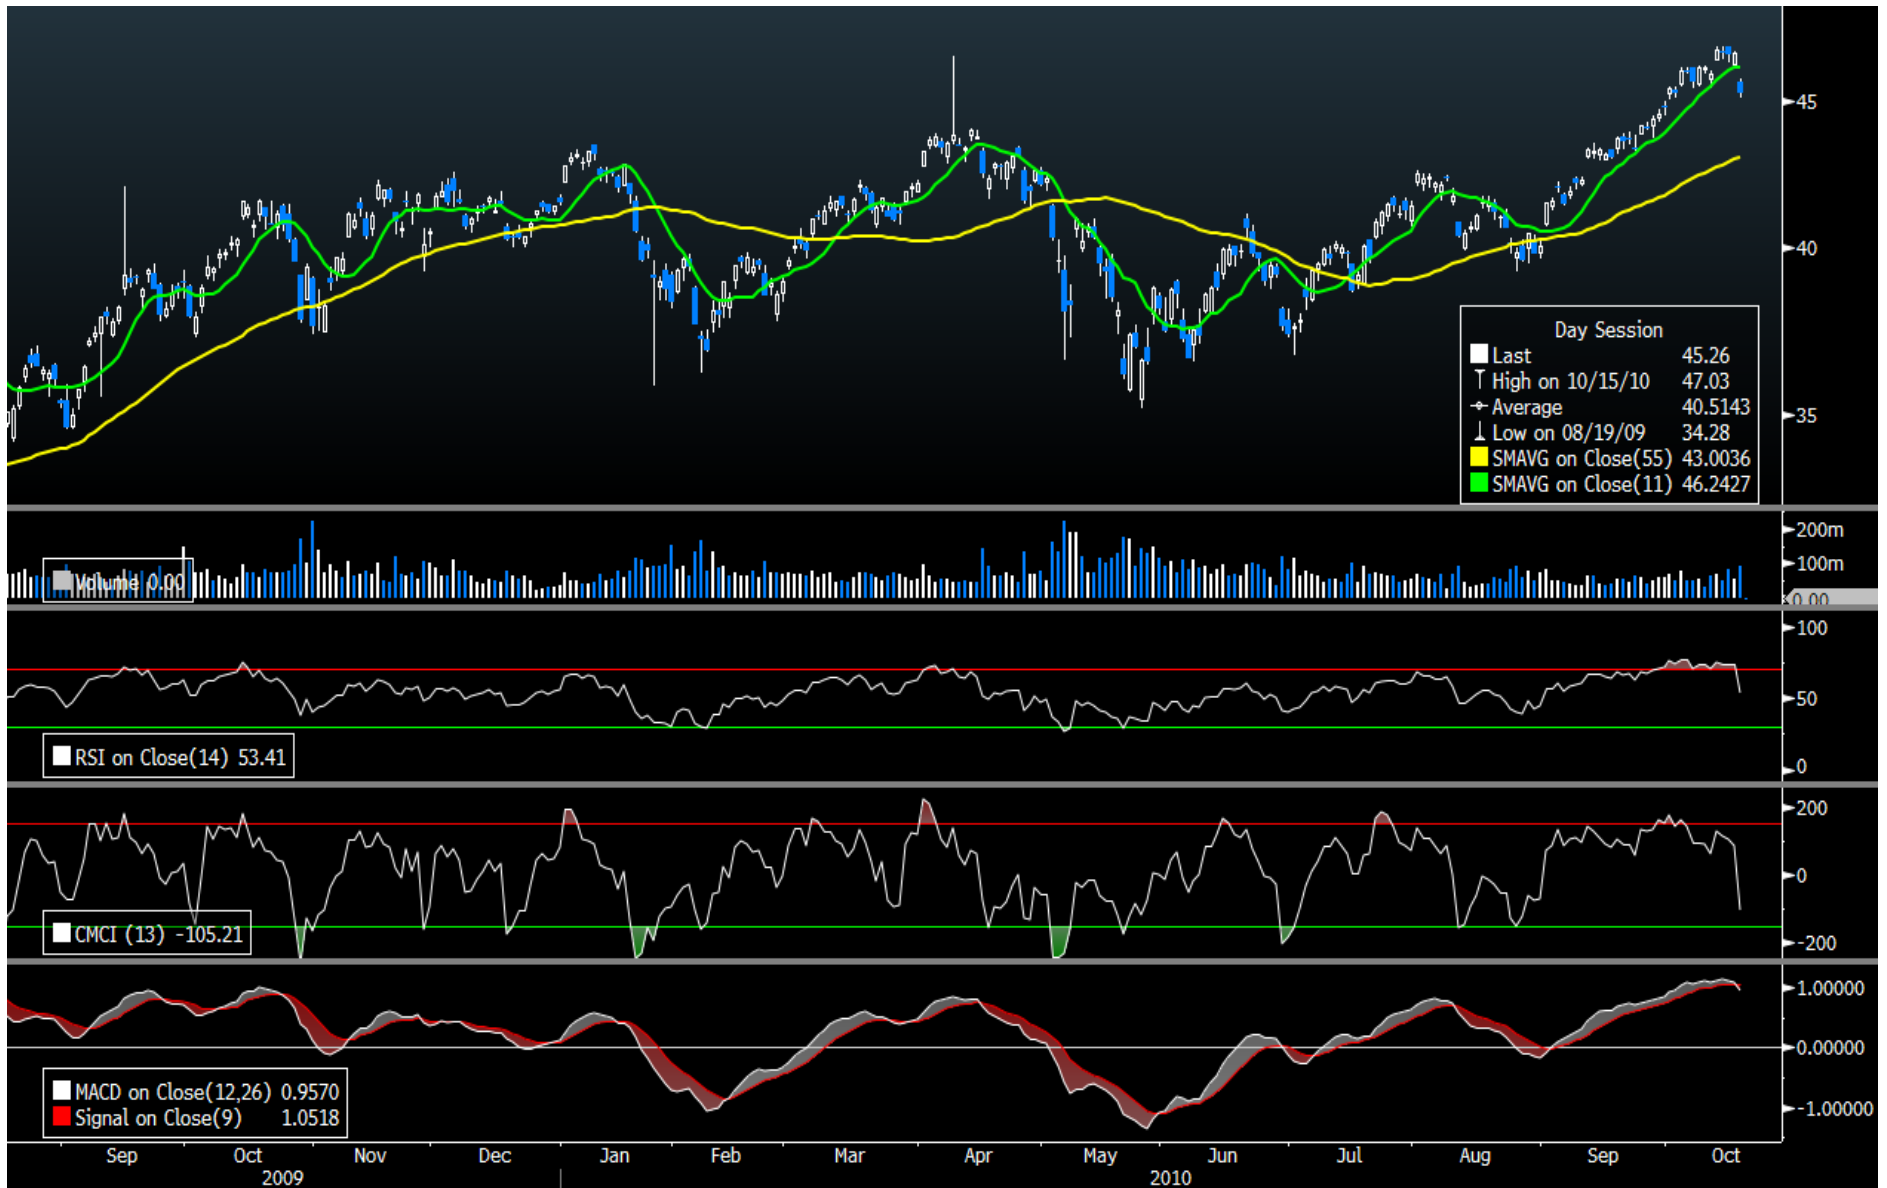 45
40
35
Day Session
Last 45.26
High on 10/15/10 47.03
Average 40.5143
Low on 08/19/09 34.28
SMAVG on Close(55) 43.0036
SMAVG on Close(11) 46.2427
200m
100m
0.00
Volume 0.00
100
50
0
RSI on Close(14) 53.41
200
0
-200
CMCI (13) -105.21
1.00000
0.00000
-1.00000
MACD on Close(12,26) 0.9570
Signal on Close(9) 1.0518
Sep Oct Nov Dec Jan Feb Mar Apr May Jun Jul Aug Sep Oct
2009 2010